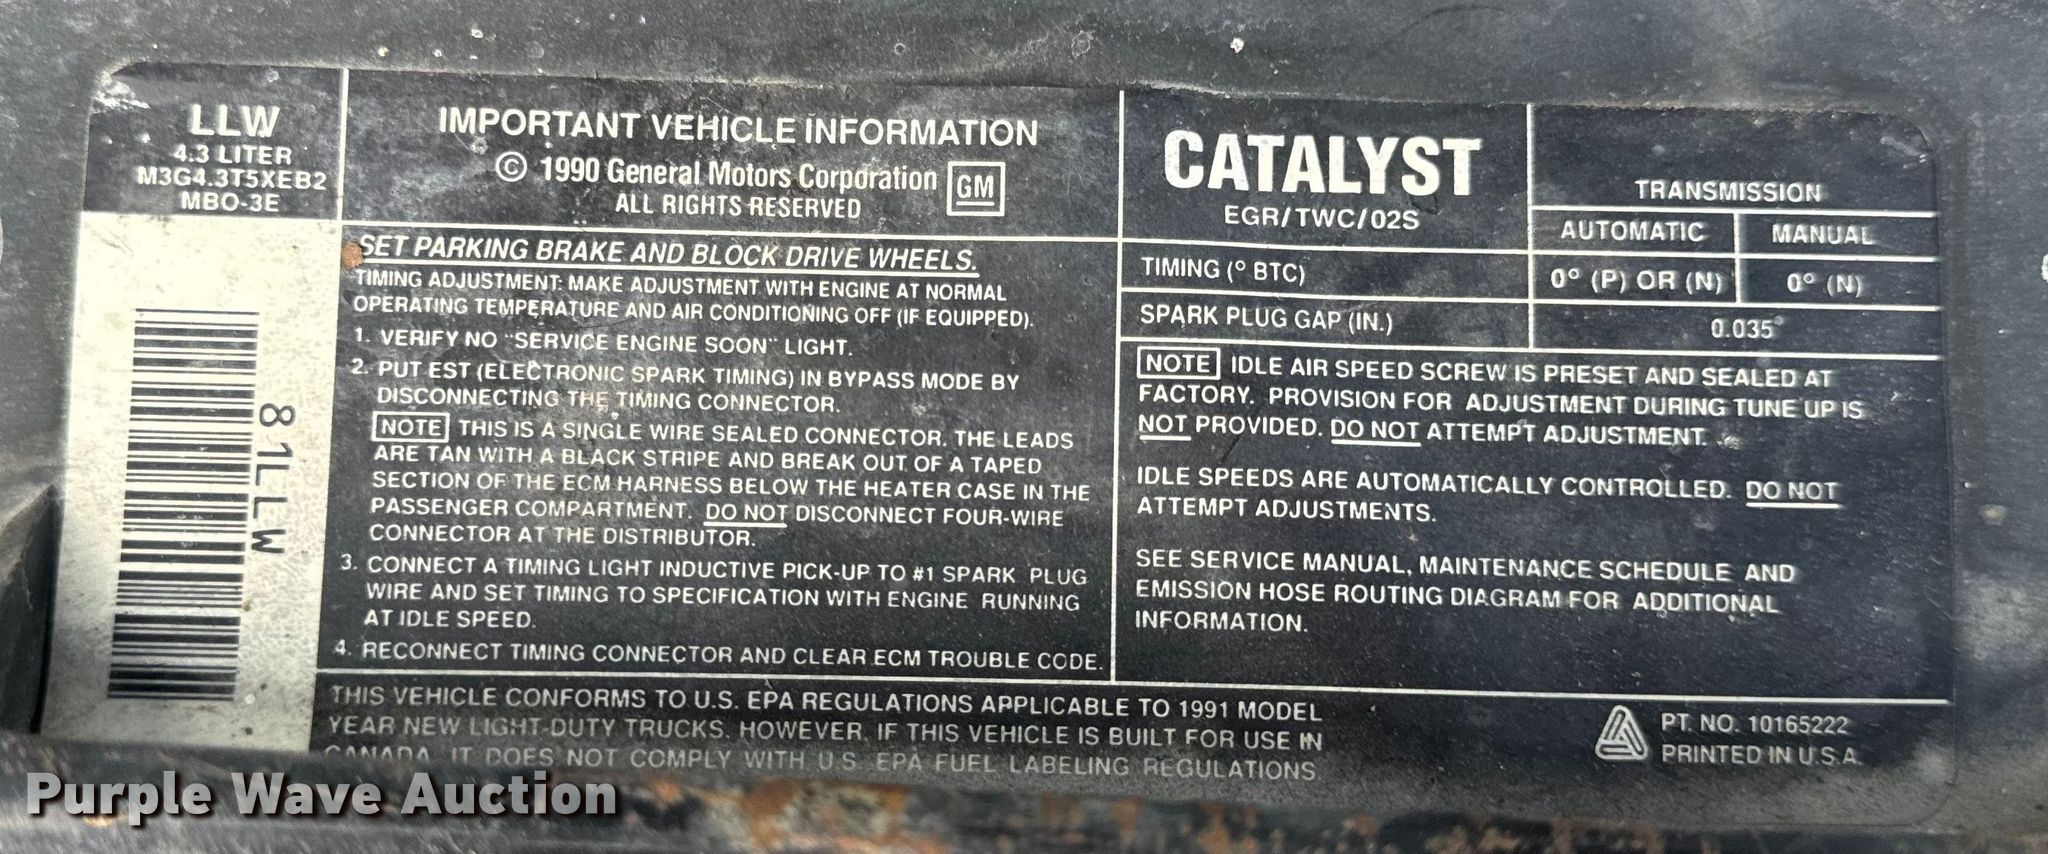 LLW
4.3 LITER
M3G4.3T5XEB2
MBO-3E
81LLW
IMPORTANT VEHICLE INFORMATION
© 1990 General Motors Corporation GM
ALL RIGHTS RESERVED
SET PARKING BRAKE AND BLOCK DRIVE WHEELS.
TIMING ADJUSTMENT: MAKE ADJUSTMENT WITH ENGINE AT NORMAL
OPERATING TEMPERATURE AND AIR CONDITIONING OFF (IF EQUIPPED).
1. VERIFY NO "SERVICE ENGINE SOON" LIGHT.
2. PUT EST (ELECTRONIC SPARK TIMING) IN BYPASS MODE BY
DISCONNECTING THE TIMING CONNECTOR.
NOTE THIS IS A SINGLE WIRE SEALED CONNECTOR. THE LEADS
ARE TAN WITH A BLACK STRIPE AND BREAK OUT OF A TAPED
SECTION OF THE ECM HARNESS BELOW THE HEATER CASE IN THE
PASSENGER COMPARTMENT. DO NOT DISCONNECT FOUR-WIRE
CONNECTOR AT THE DISTRIBUTOR.
3. CONNECT A TIMING LIGHT INDUCTIVE PICK-UP TO #1 SPARK PLUG
WIRE AND SET TIMING TO SPECIFICATION WITH ENGINE RUNNING
AT IDLE SPEED.
4. RECONNECT TIMING CONNECTOR AND CLEAR ECM TROUBLE CODE.
CATALYST
EGR/TWC/02S
TRANSMISSION
AUTOMATIC MANUAL
TIMING (° BTC) 0° (P) OR (N) 0° (N)
SPARK PLUG GAP (IN.) 0.035"
NOTE IDLE AIR SPEED SCREW IS PRESET AND SEALED AT
FACTORY. PROVISION FOR ADJUSTMENT DURING TUNE UP IS
NOT PROVIDED. DO NOT ATTEMPT ADJUSTMENT.
IDLE SPEEDS ARE AUTOMATICALLY CONTROLLED. DO NOT
ATTEMPT ADJUSTMENTS.
SEE SERVICE MANUAL, MAINTENANCE SCHEDULE AND
EMISSION HOSE ROUTING DIAGRAM FOR ADDITIONAL
INFORMATION.
THIS VEHICLE CONFORMS TO U.S. EPA REGULATIONS APPLICABLE TO 1991 MODEL
YEAR NEW LIGHT-DUTY TRUCKS. HOWEVER, IF THIS VEHICLE IS BUILT FOR USE IN
CANADA, IT DOES NOT COMPLY WITH U.S. EPA FUEL LABELING REGULATIONS.
PT. NO. 10165222
PRINTED IN U.S.A.
Purple Wave Auction